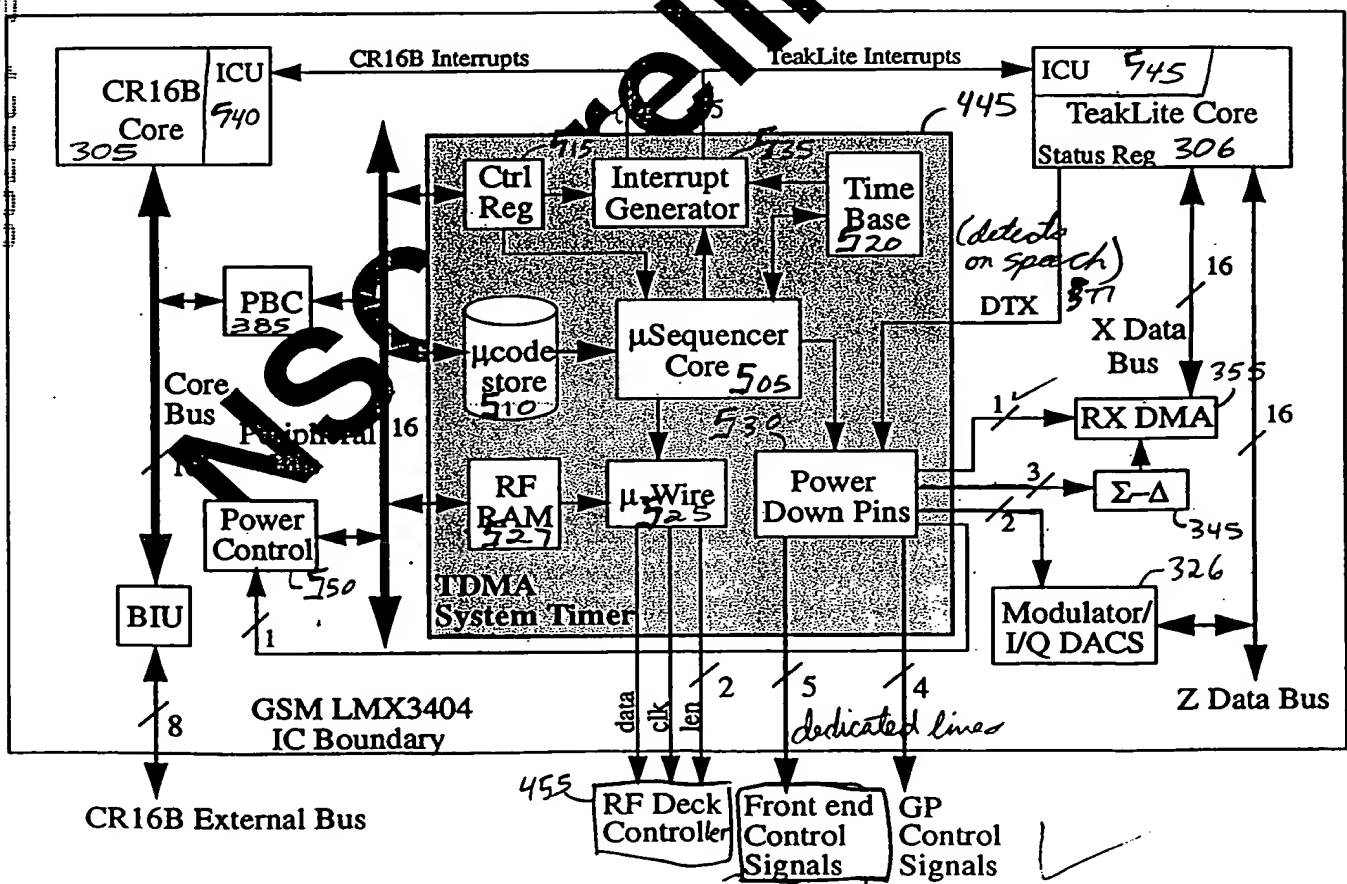 CR16B Interrupts
TeakLite Interrupts
CR16B
Core
305
ICU
540
ICU 545
TeakLite Core
Status Reg 306
445
515
535
Ctrl
Reg
Interrupt
Generator
Time
Base
520
5
(detects
on speech)
DTX
16
X Data
Bus
PBC
385
µcode
store
510
µSequencer
Core 505
Core
Bus
Peripheral
16
530
1
355
RX DMA
16
RF
RAM
527
µ-Wire
525
Power
Down Pins
3
Σ-Δ
2
345
Power
Control
550
326
TDMA
System Timer
Modulator/
I/Q DACS
BIU
1
8
GSM LMX3404
IC Boundary
data
clk
len
2
5
4
dedicated lines
Z Data Bus
CR16B External Bus
455
RF Deck
Controller
Front end
Control
Signals
GP
Control
Signals